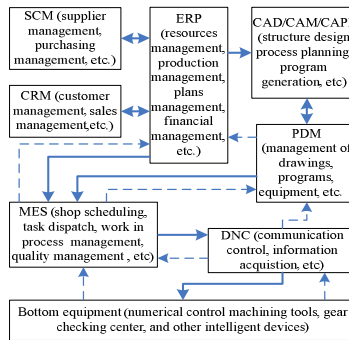 SCM (supplier
management,
purchasing
management, etc.)
ERP
(resources
management,
production
management,
plans
management,
financial
management,
etc.)
CAD/CAM/CAPP
(structure design
process planning
program
generation, etc)
CRM (customer
management, sales
management,etc.)
PDM
(management of
drawings,
programs,
equipment, etc.
MES (shop scheduling,
task dispatch, work in
process management,
quality management , etc)
DNC (communication
control, information
acquistion, etc)
Bottom equipment (numerical control machining tools, gear
checking center, and other intelligent devices)